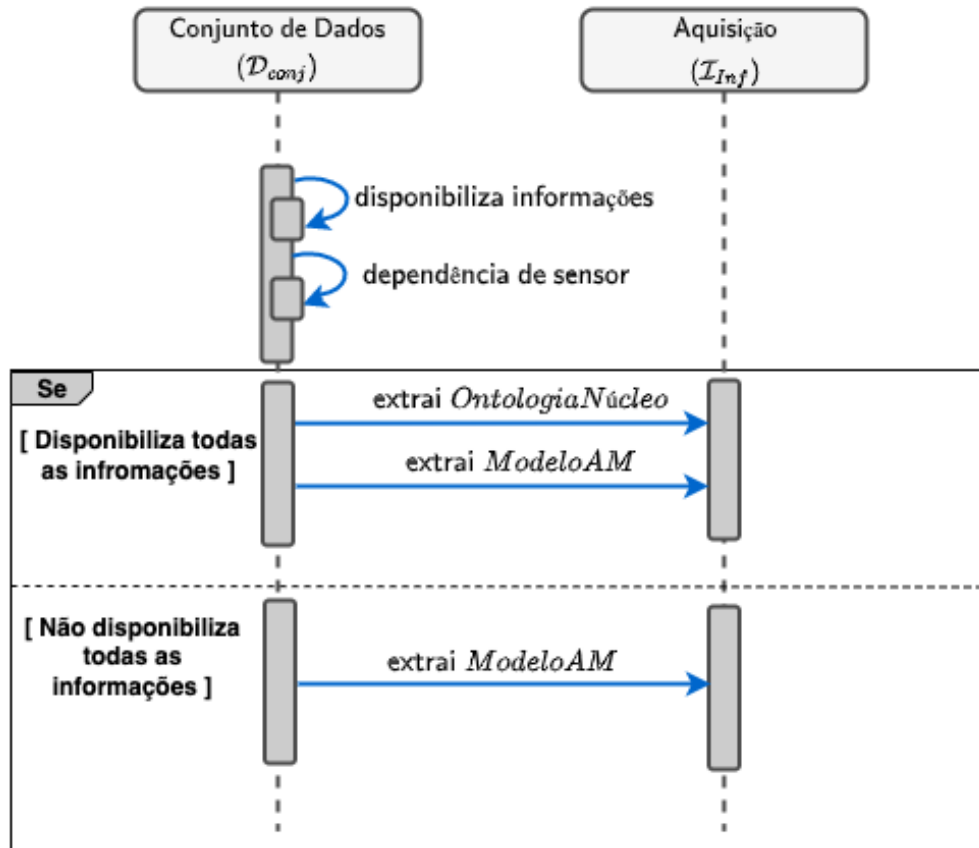 Conjunto de Dados
(𝒟conj)
Aquisição
(ℐInf)
disponibiliza informações
dependência de sensor
Se
[ Disponibiliza todas
as infromações ]
extrai OntologiaNúcleo
extrai ModeloAM
[ Não disponibiliza
todas as
informações ]
extrai ModeloAM